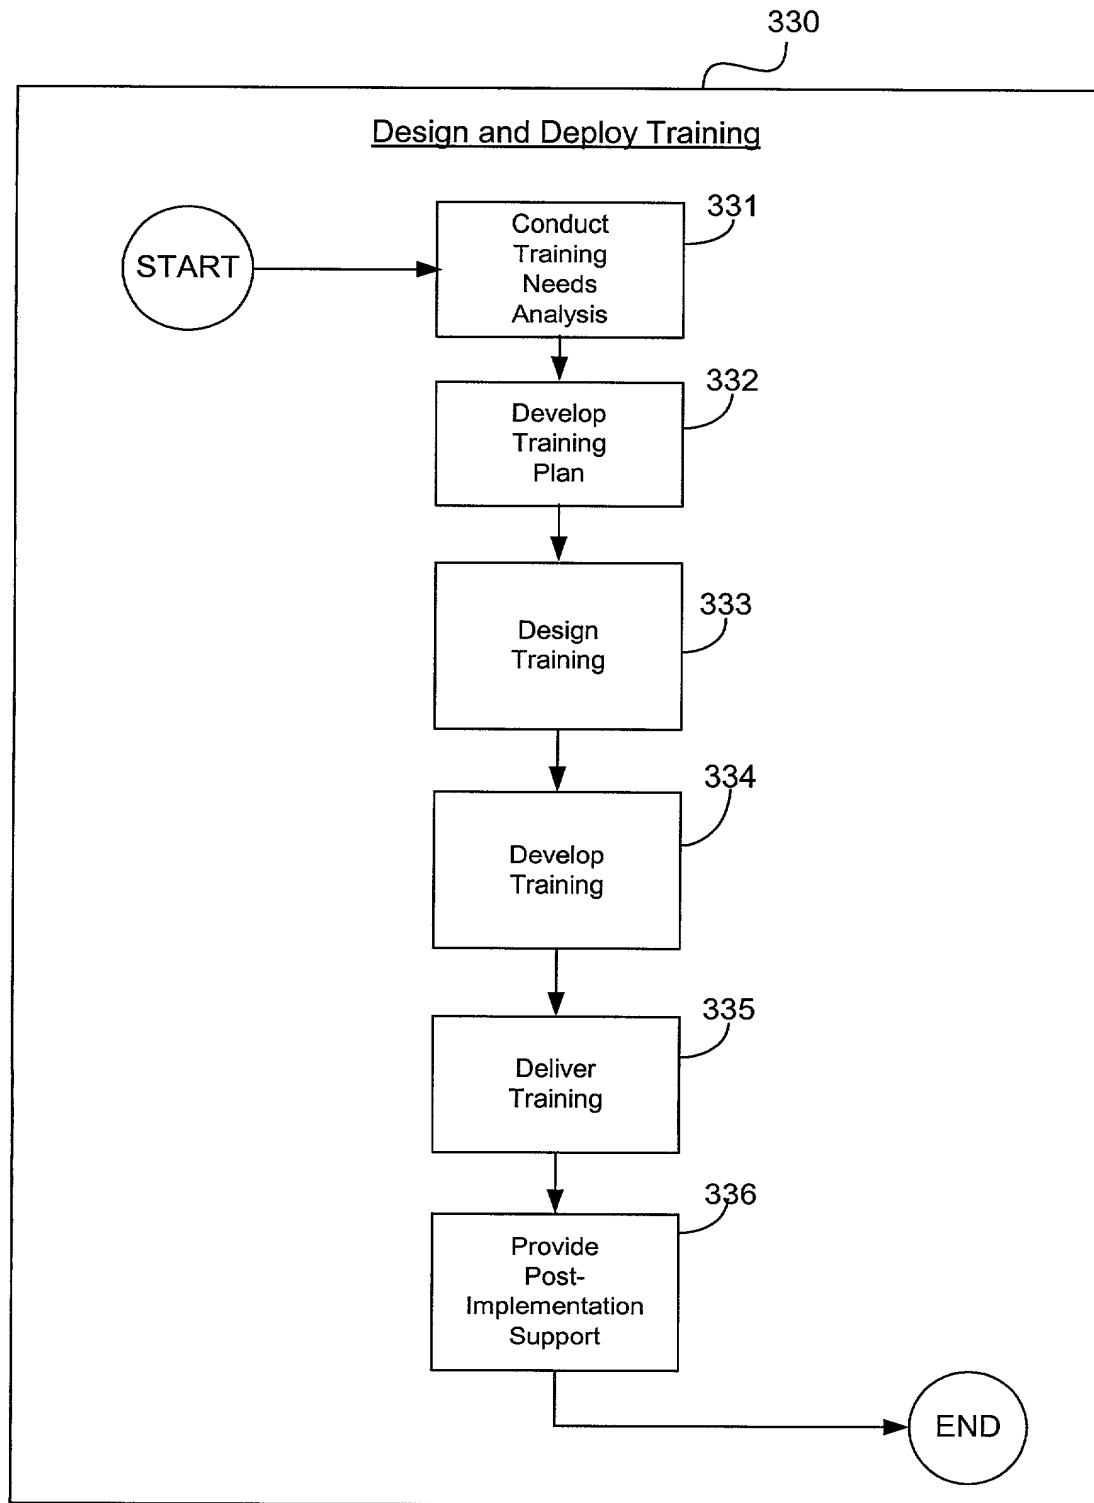 330
Design and Deploy Training
START
Conduct
Training
Needs
Analysis
331
Develop
Training
Plan
332
Design
Training
333
Develop
Training
334
Deliver
Training
335
Provide
Post-
Implementation
Support
336
END